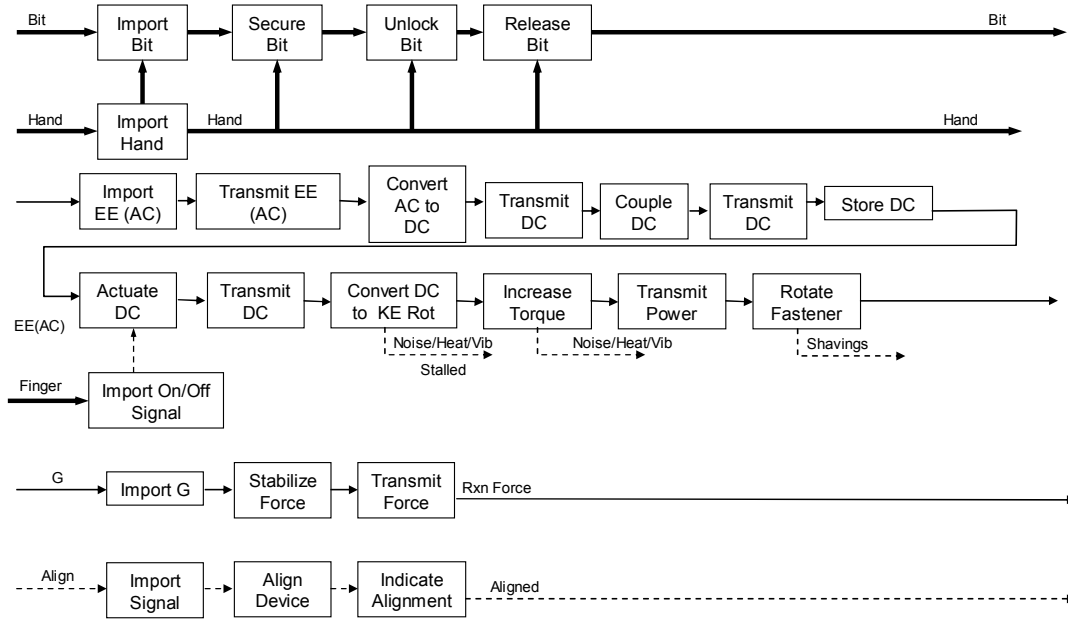 Bit
Import
Bit
Secure
Bit
Unlock
Bit
Release
Bit
Bit
Hand
Import
Hand
Hand
Hand
Import
EE (AC)
Transmit EE
(AC)
Convert
AC to
DC
Transmit
DC
Couple
DC
Transmit
DC
Store DC
EE(AC)
Actuate
DC
Transmit
DC
Convert DC
to KE Rot
Increase
Torque
Transmit
Power
Rotate
Fastener
Noise/Heat/Vib
Stalled
Noise/Heat/Vib
Shavings
Finger
Import On/Off
Signal
G
Import G
Stabilize
Force
Transmit
Force
Rxn Force
Align
Import
Signal
Align
Device
Indicate
Alignment
Aligned